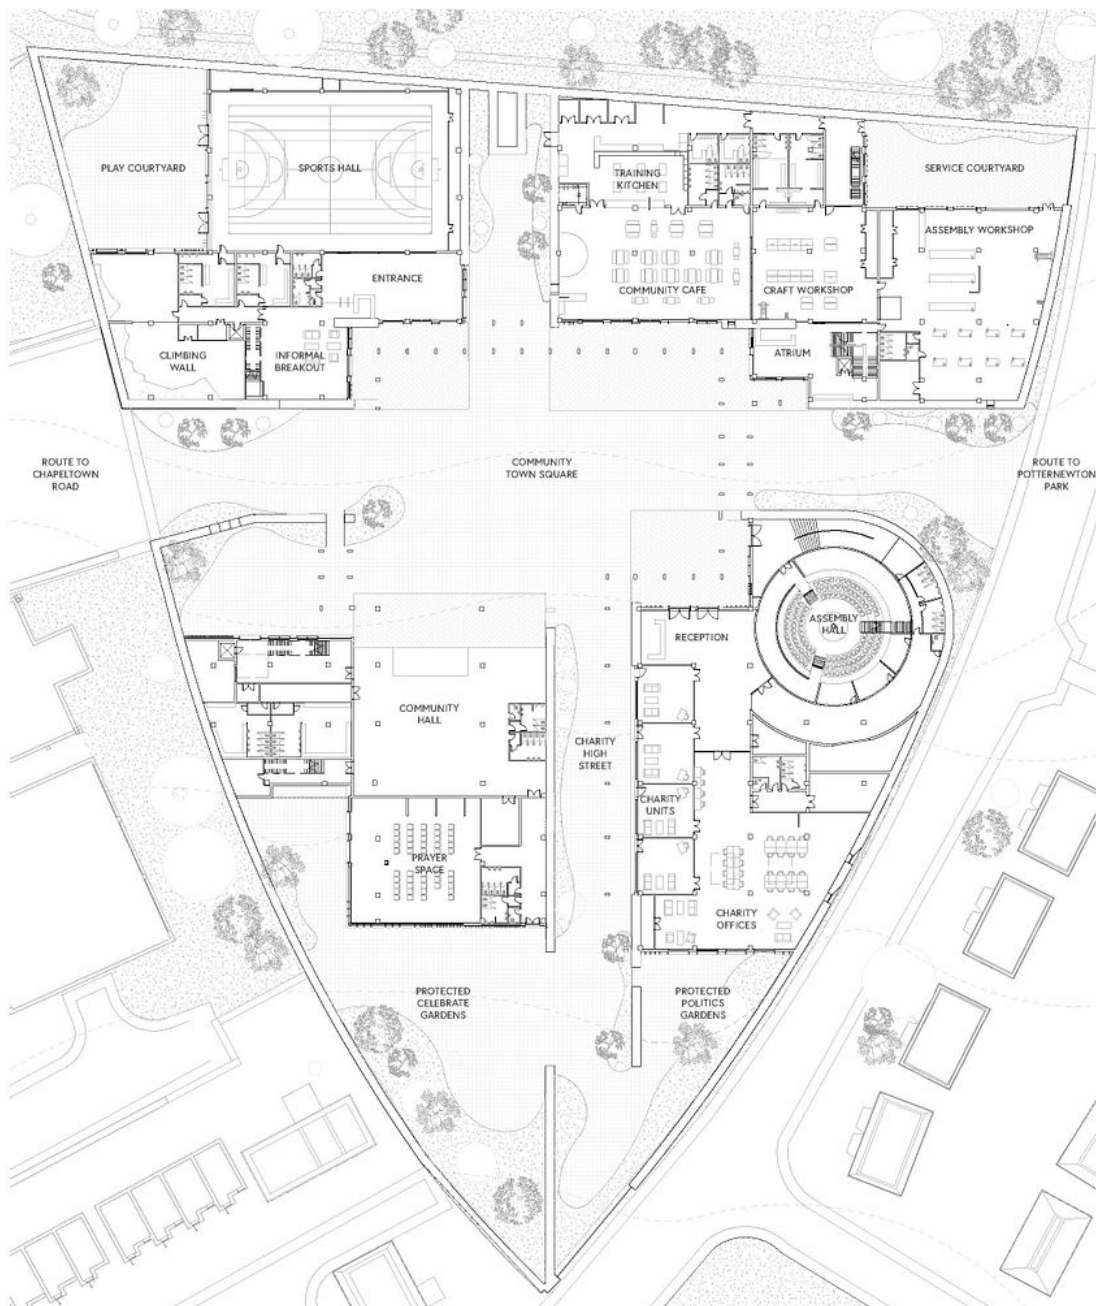 PLAY COURTYARD
SPORTS HALL
TRAINING
KITCHEN
SERVICE COURTYARD
ASSEMBLY WORKSHOP
ENTRANCE
COMMUNITY CAFE
CRAFT WORKSHOP
CLIMBING
WALL
INFORMAL
BREAKOUT
ATRIUM
ROUTE TO
CHAPELTOWN
ROAD
COMMUNITY
TOWN SQUARE
ROUTE TO
POTTERNEWTON
PARK
ASSEMBLY
HALL
RECEPTION
COMMUNITY
HALL
CHARITY
HIGH
STREET
CHARITY
UNITS
PRAYER
SPACE
CHARITY
OFFICES
PROTECTED
CELEBRATE
GARDENS
PROTECTED
POLITICS
GARDENS